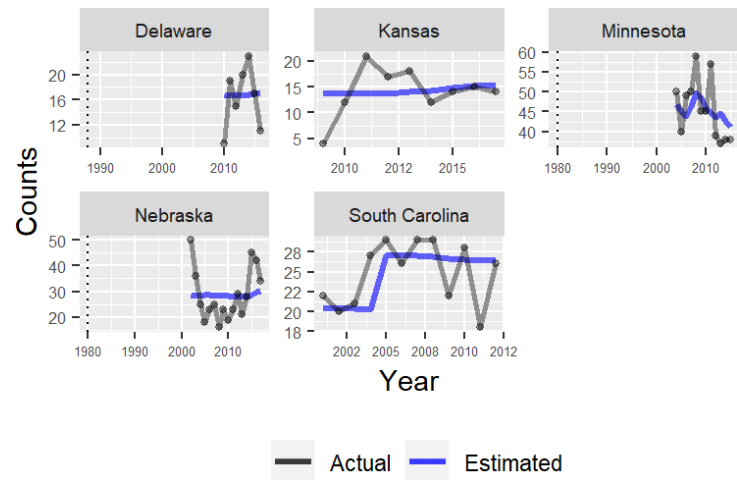 Delaware Kansas Minnesota
20
16
12
1990 2000 2010
20
15
10
5
2010 2013 2015
60
55
50
45
40
1980 1990 2000 2010
Counts
Nebraska South Carolina
50
40
30
20
1980 1990 2000 2010
28
25
22
20
18
2002 2005 2008 2010 2012
Year
Actual Estimated